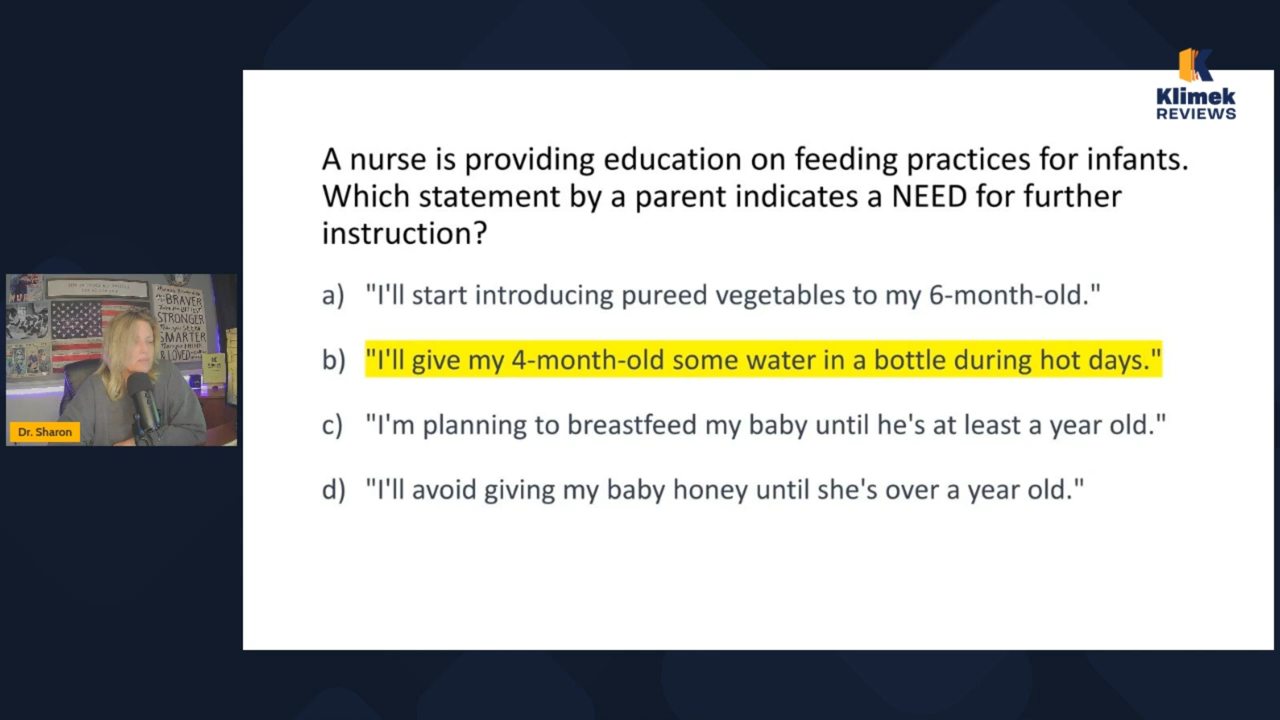 Klimek
REVIEWS
A nurse is providing education on feeding practices for infants.
Which statement by a parent indicates a NEED for further
instruction?
a) "I'll start introducing pureed vegetables to my 6-month-old."
b) "I'll give my 4-month-old some water in a bottle during hot days."
c) "I'm planning to breastfeed my baby until he's at least a year old."
d) "I'll avoid giving my baby honey until she's over a year old."
BRAVER
STRONGER
SMARTER
& LOVED
Dr. Sharon